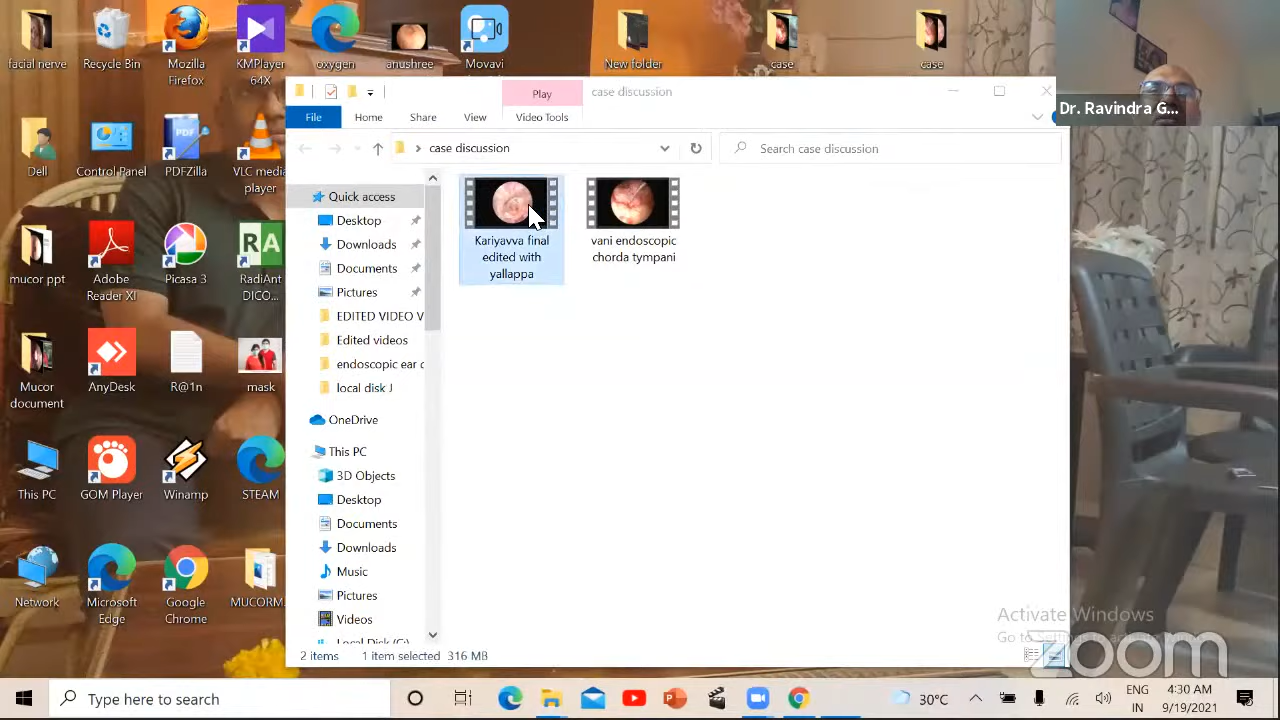 facial nerve
Recycle Bin
Mozilla
Firefox
KMPlayer
64X
oxygen
anushree
Movavi
New folder
case
case
Play
case discussion
Dr. Ravindra G...
File
Home
Share
View
Video Tools
case discussion
Search case discussion
Dell
Control Panel
PDFZilla
VLC media
player
Quick access
Desktop
Downloads
Documents
Pictures
EDITED VIDEO V
Edited videos
endoscopic ear c
local disk J
OneDrive
This PC
3D Objects
Desktop
Documents
Downloads
Music
Pictures
Videos
Local Disk (C:)
Kariyavva final
edited with
yallappa
vani endoscopic
chorda tympani
mucor ppt
Adobe
Reader XI
Picasa 3
RA
RadiAnt
DICO...
Mucor
document
AnyDesk
R@1n
mask
This PC
GOM Player
Winamp
STEAM
Network
Microsoft
Edge
Google
Chrome
MUCORM
2 items
1 item selected 316 MB
Activate Windows
zoom
Type here to search
30°C
ENG
IN
4:30 AM
9/19/2021